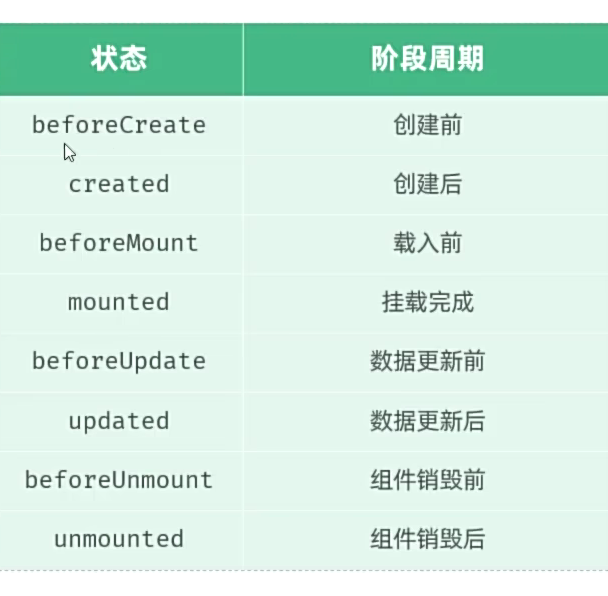 状态 阶段周期
beforeCreate 创建前
created 创建后
beforeMount 载入前
mounted 挂载完成
beforeUpdate 数据更新前
updated 数据更新后
beforeUnmount 组件销毁前
unmounted 组件销毁后